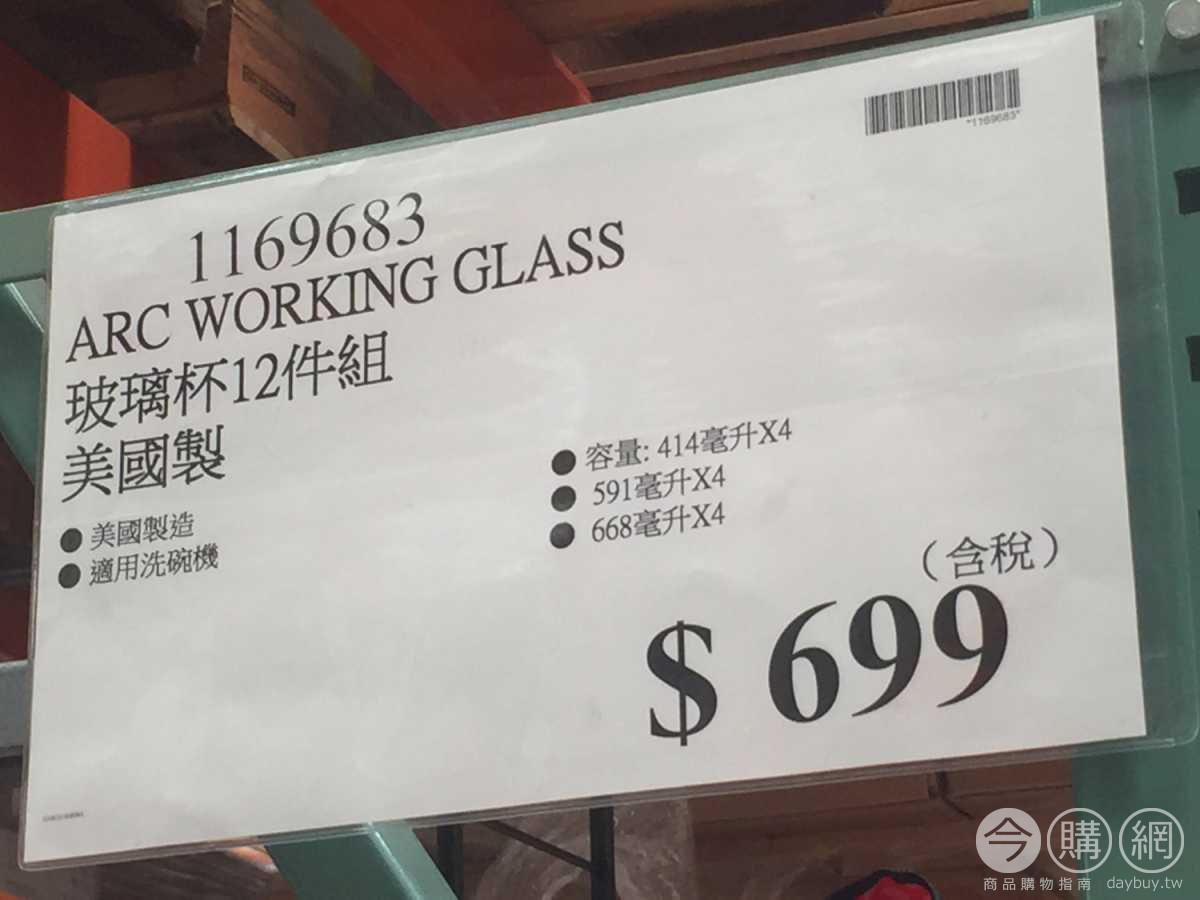 "1169683"
1169683
ARC WORKING GLASS
玻璃杯12件組
美國製
● 美國製造
● 適用洗碗機
● 容量: 414毫升X4
● 591毫升X4
● 668毫升X4
（含稅）
$ 699
今購網
商品購物指南 daybuy.tw